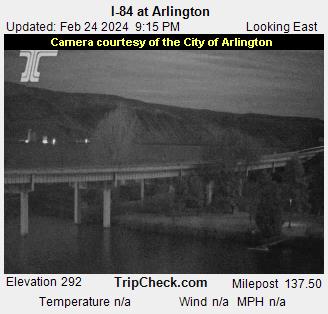 I-84 at Arlington
Updated: Feb 24 2024 9:15 PM Looking East
Camera courtesy of the City of Arlington
Elevation 292 TripCheck.com Milepost 137.50
Temperature n/a Wind n/a MPH n/a